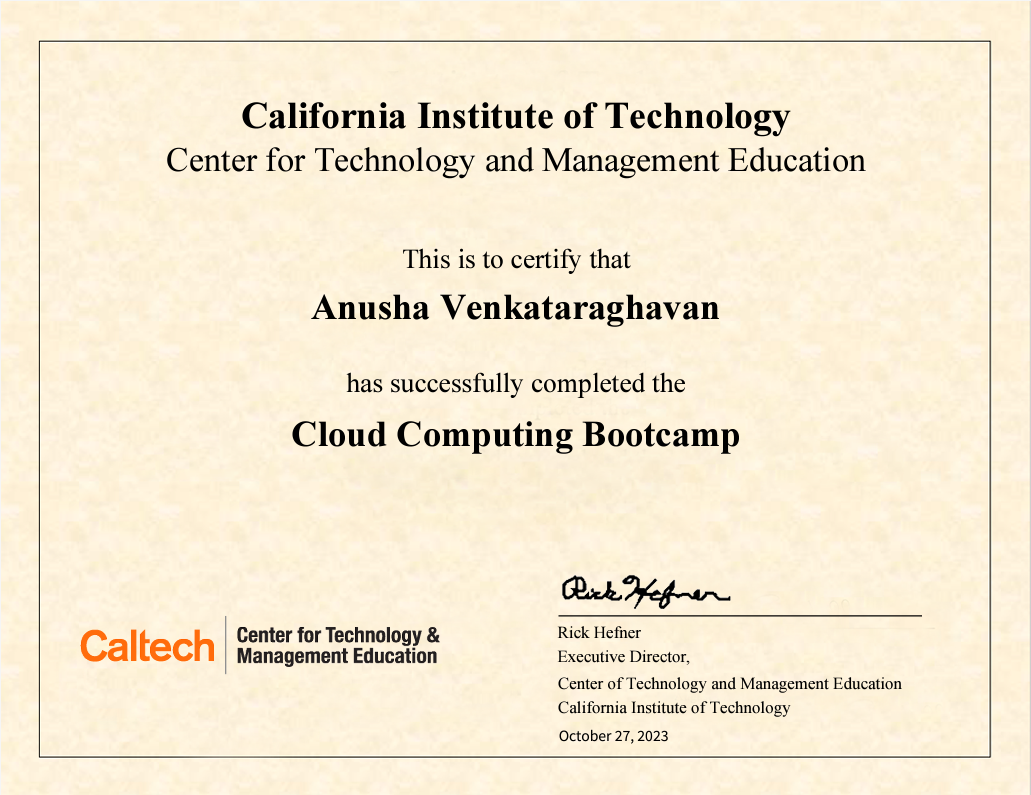 California Institute of Technology
Center for Technology and Management Education
This is to certify that
Anusha Venkataraghavan
has successfully completed the
Cloud Computing Bootcamp
Rick Hefner
Caltech
Center for Technology &
Management Education
Rick Hefner
Executive Director,
Center of Technology and Management Education
California Institute of Technology
October 27, 2023